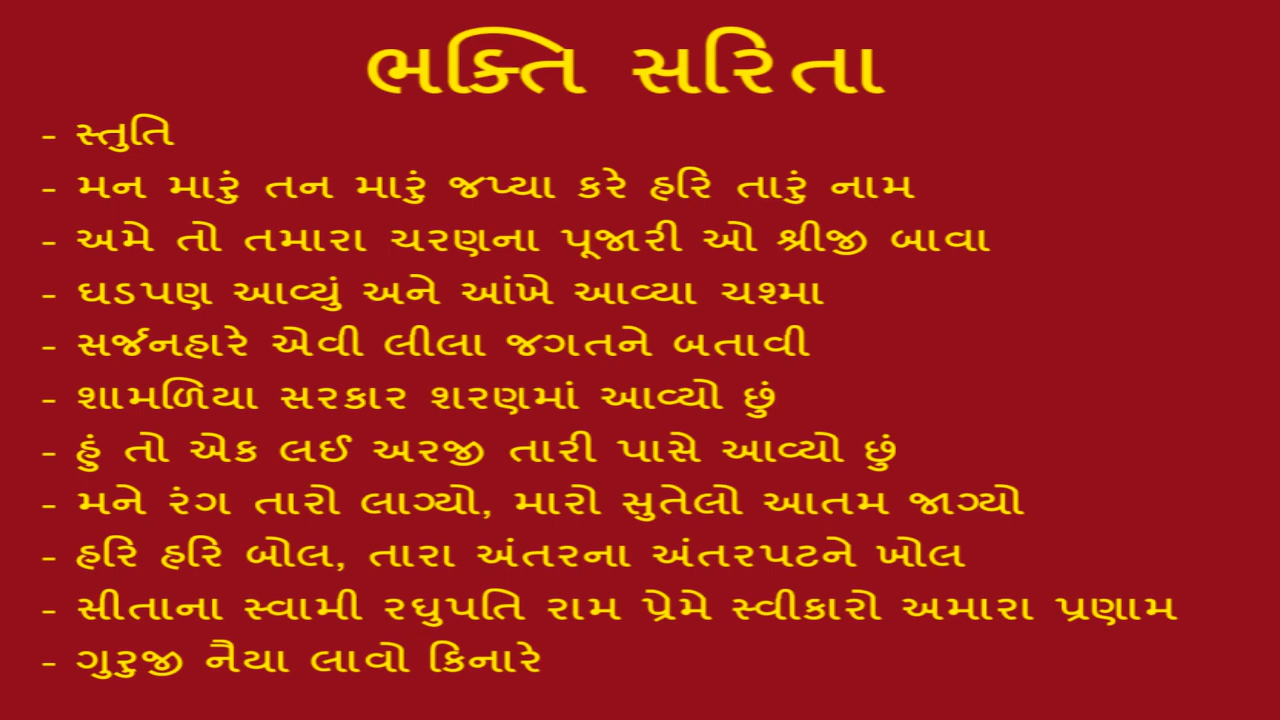 ભક્તિ સરિતા
- સ્તુતિ
- મન મારું તન મારું જપ્યા કરે હરિ તારું નામ
- અમે તો તમારા ચરણના પૂજારી ઓ શ્રીજી બાવા
- ઘડપણ આવ્યું અને આંખે આવ્યા ચશ્મા
- સર્જનહારે એવી લીલા જગતને બતાવી
- શામળિયા સરકાર શરણમાં આવ્યો છું
- હું તો એક લઈ અરજી તારી પાસે આવ્યો છું
- મને રંગ તારો લાગ્યો, મારો સુતેલો આતમ જાગ્યો
- હરિ હરિ બોલ, તારા અંતરના અંતરપટને ખોલ
- સીતાના સ્વામી રઘુપતિ રામ પ્રેમે સ્વીકારો અમારા પ્રણામ
- ગુરુજી નૈયા લાવો કિનારે